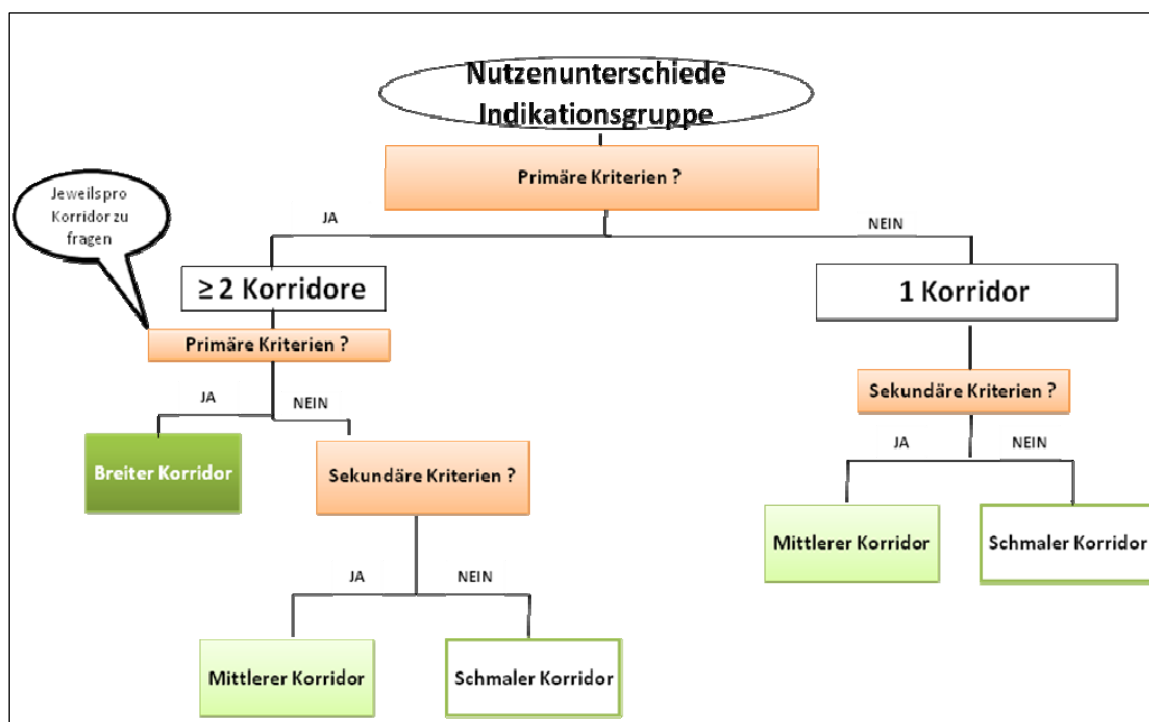 Nutzenunterschiede
Indikationsgruppe
Primäre Kriterien ?
Jeweilspro
Korridor zu
fragen
JA
NEIN
≥ 2 Korridore
1 Korridor
Primäre Kriterien ?
Sekundäre Kriterien ?
JA
NEIN
JA
NEIN
Breiter Korridor
Sekundäre Kriterien ?
Mittlerer Korridor
Schmaler Korridor
JA
NEIN
Mittlerer Korridor
Schmaler Korridor